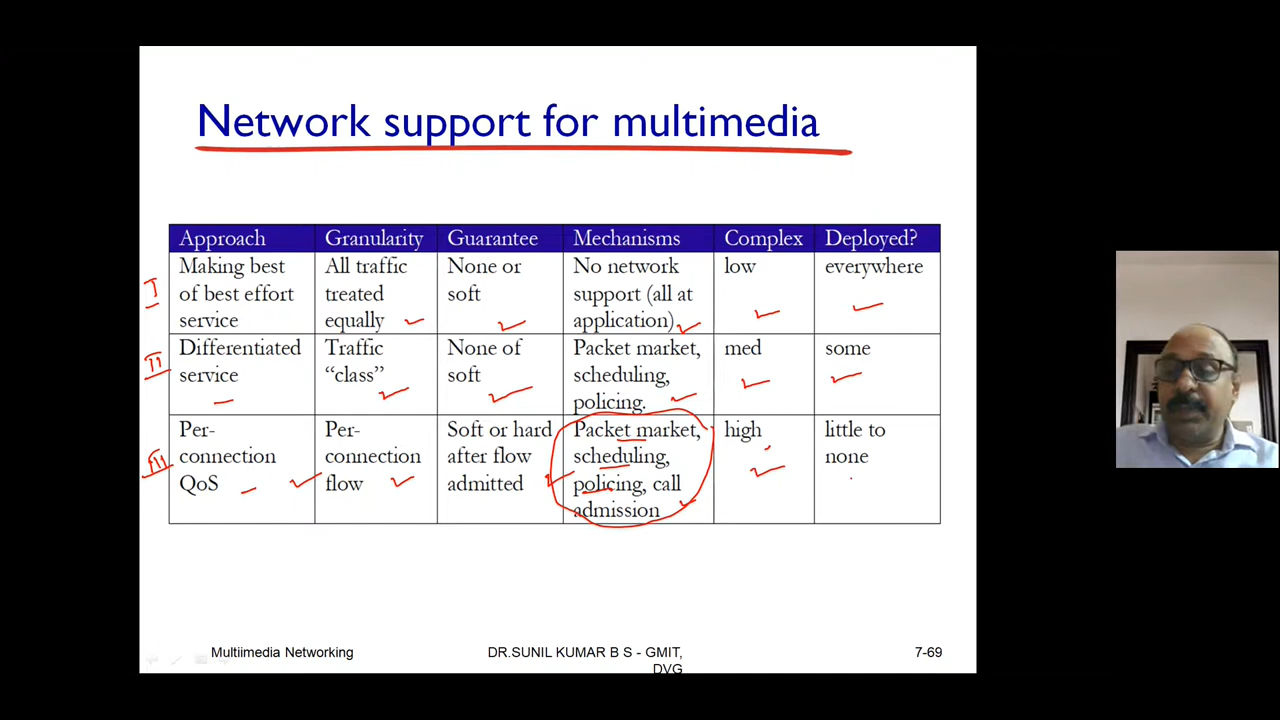 Network support for multimedia
Approach Granularity Guarantee Mechanisms Complex Deployed?
I
Making best All traffic None or No network low everywhere
of best effort treated soft support (all at
service equally application)
II
Differentiated Traffic None of Packet market, med some
service "class" soft scheduling,
policing.
III
Per- Per- Soft or hard Packet market, high little to
connection connection after flow scheduling, none
QoS flow admitted policing, call
admission
Multiimedia Networking DR.SUNIL KUMAR B S - GMIT, 7-69
DVG